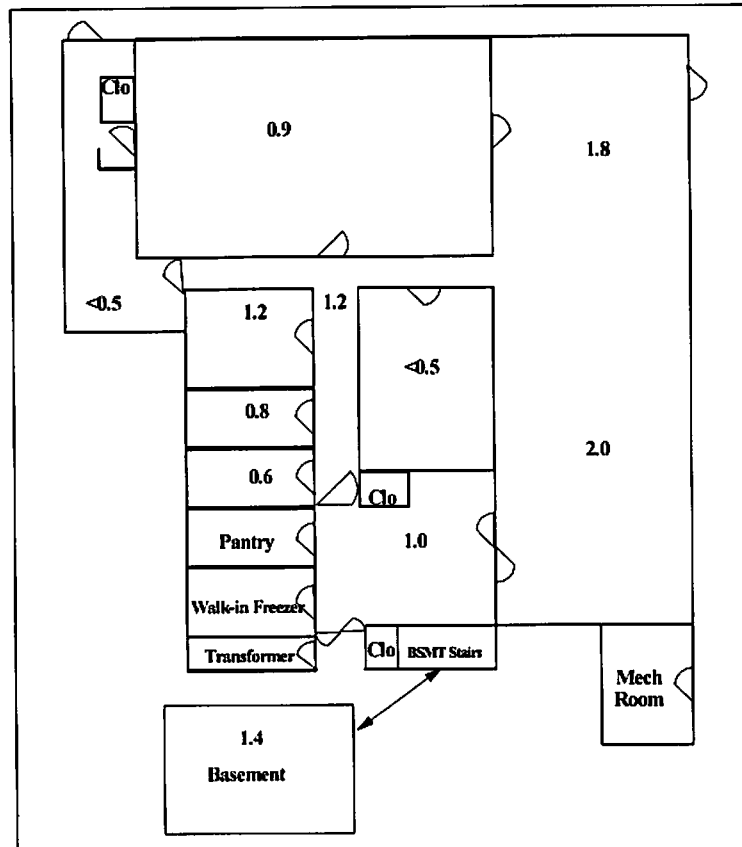 Clo
0.9
1.8
<0.5
1.2
1.2
<0.5
0.8
2.0
0.6
Clo
Pantry
1.0
Walk-in Freezer
Transformer
Clo
BSMT Stairs
Mech
Room
1.4
Basement